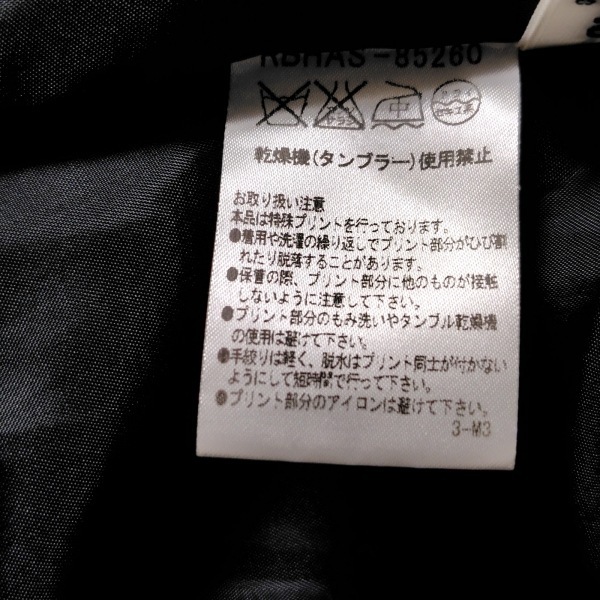 RBHAS-85260
中
乾燥機(タンブラー)使用禁止
お取り扱い注意
本品は特殊プリントを行っております。
●着用や洗濯の繰り返しでプリント部分がひび割
れたり脱落することがあります。
●保管の際、プリント部分に他のものが接触
しないように注意して下さい。
●プリント部分のもみ洗いやタンブル乾燥機
の使用は避けて下さい。
●手絞りは軽く、脱水はプリント同士が付かない
ようにして短時間で行って下さい。
●プリント部分のアイロンは避けて下さい。
3-M3